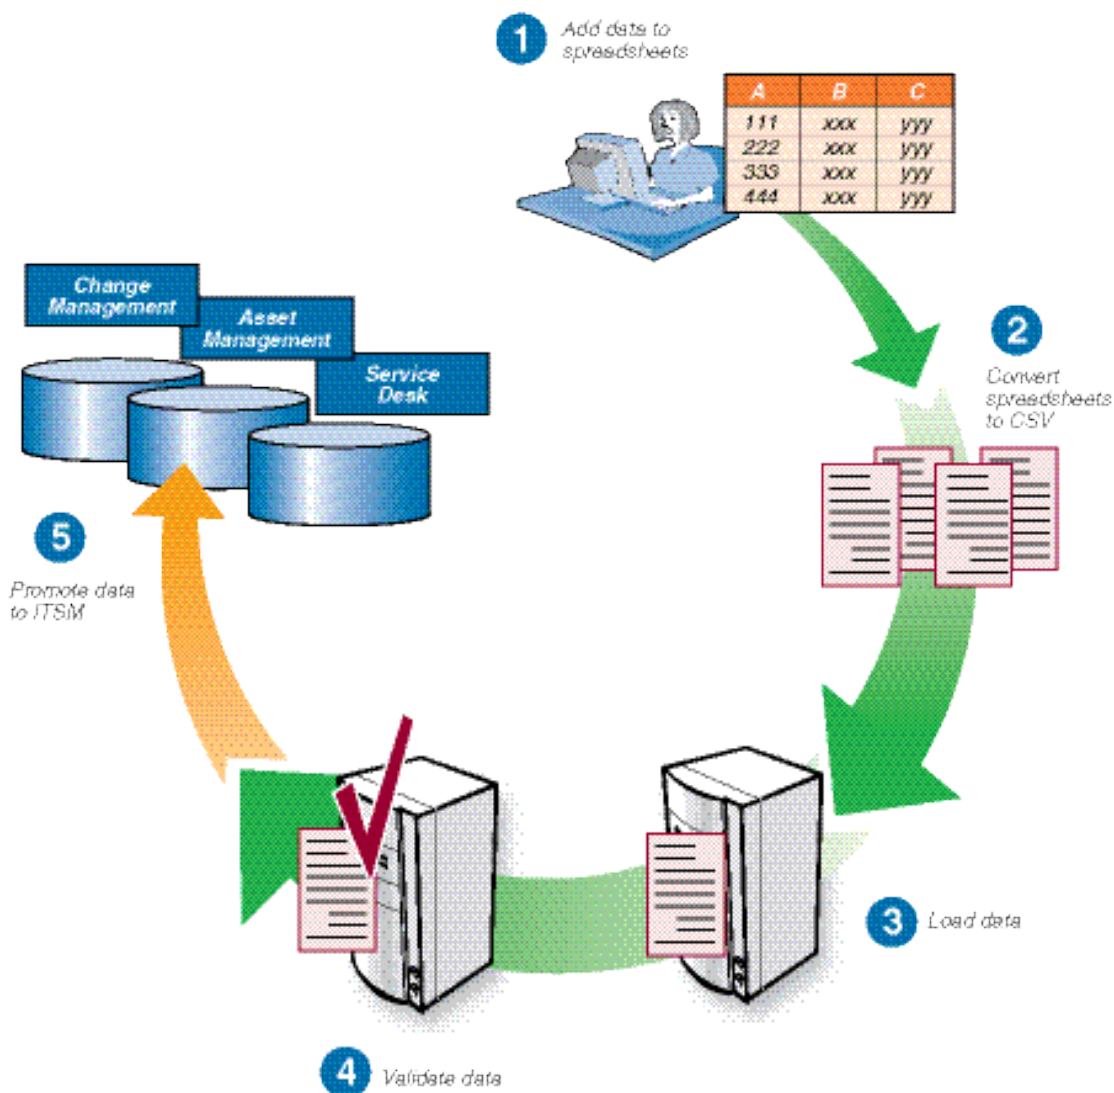 1
Add data to
spreadsheets
A B C
111 xxx yyy
222 xxx yyy
333 xxx yyy
444 xxx yyy
2
Convert
spreadsheets
to CSV
3
Load data
4
Validate data
5
Promote data
to ITSM
Change
Management
Asset
Management
Service
Desk